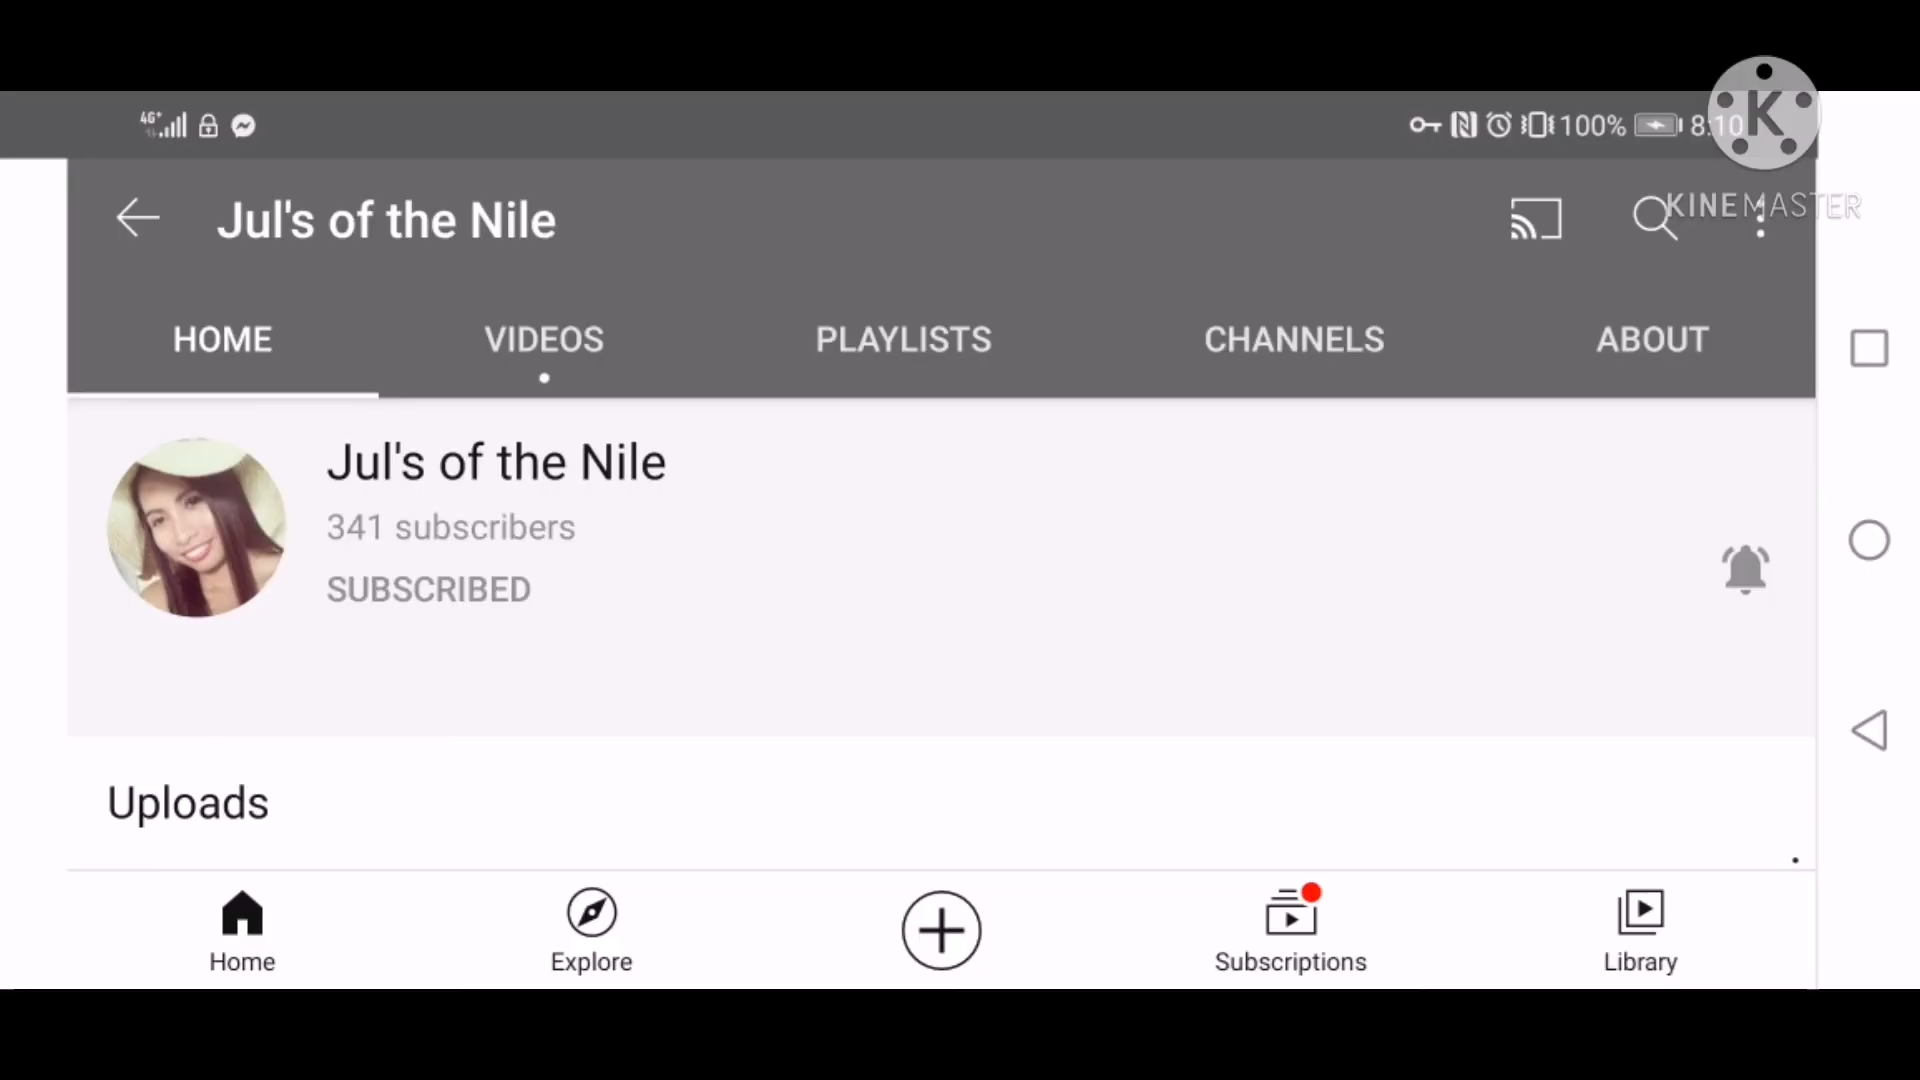 4G+
100%
8:10
K
KINEMASTER
Jul's of the Nile
HOME
VIDEOS
PLAYLISTS
CHANNELS
ABOUT
Jul's of the Nile
341 subscribers
SUBSCRIBED
Uploads
Home
Explore
Subscriptions
Library